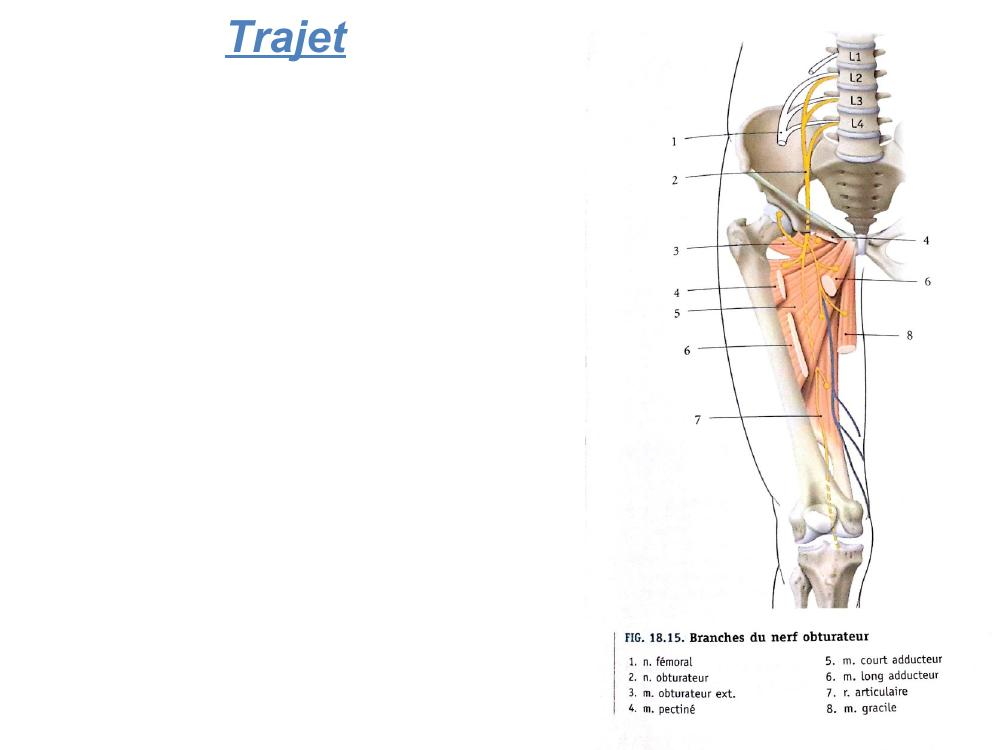 Trajet
L1
L2
L3
L4
1
2
3
4
4
6
5
8
6
7
FIG. 18.15. Branches du nerf obturateur
1. n. fémoral
2. n. obturateur
3. m. obturateur ext.
4. m. pectiné
5. m. court adducteur
6. m. long adducteur
7. r. articulaire
8. m. gracile